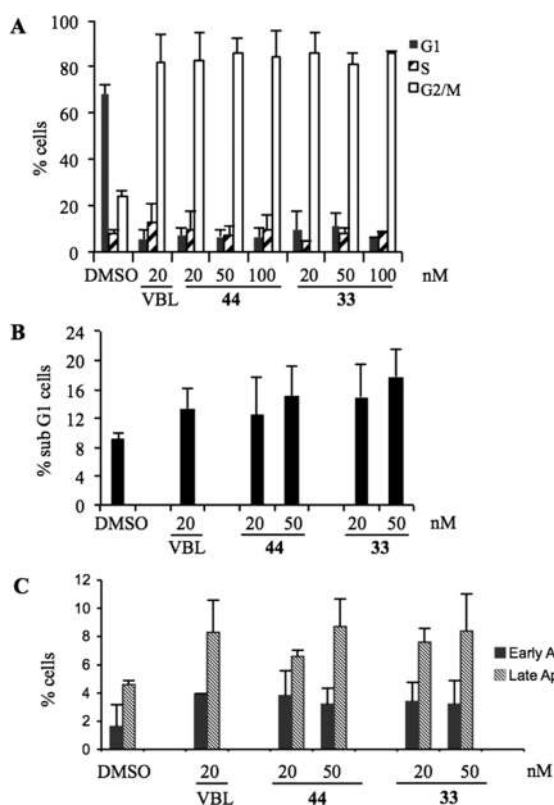 A
% cells
100
80
60
40
20
0
G1
S
G2/M
DMSO 20 20 50 100 20 50 100 nM
VBL 44 33
B
% sub G1 cells
24
20
16
12
8
4
0
DMSO 20 20 50 20 50 nM
VBL 44 33
C
% cells
12
10
8
6
4
2
0
Early A
Late Ap
DMSO 20 20 50 20 50 nM
VBL 44 33